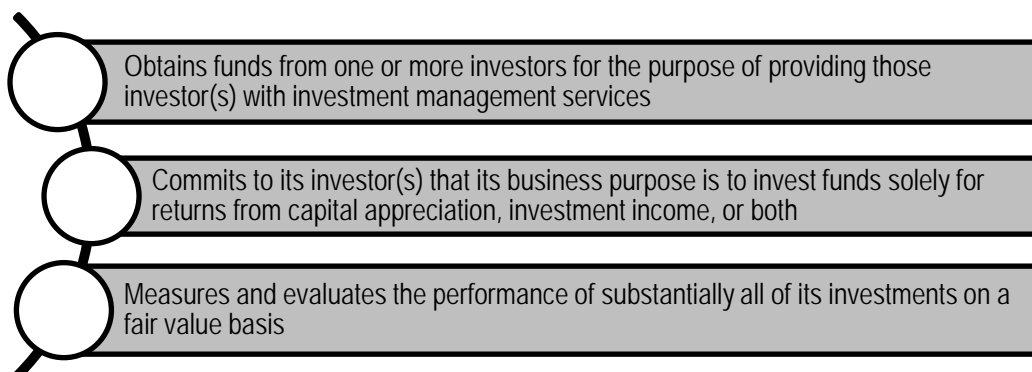 Obtains funds from one or more investors for the purpose of providing those
investor(s) with investment management services
Commits to its investor(s) that its business purpose is to invest funds solely for
returns from capital appreciation, investment income, or both
Measures and evaluates the performance of substantially all of its investments on a
fair value basis